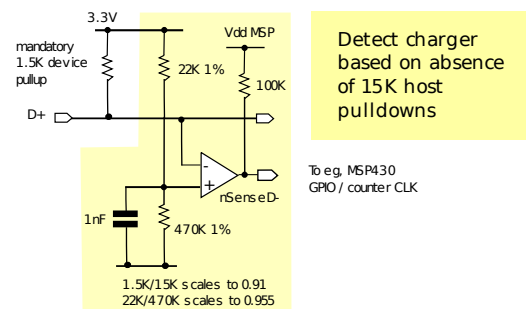 3.3V
mandatory
1.5K device
pullup
22K 1%
Vdd MSP
100K
D+
-
+
nSenseD-
1nF
470K 1%
1.5K/15K scales to 0.91
22K/470K scales to 0.955
Detect charger
based on absence
of 15K host
pulldowns
To eg, MSP430
GPIO / counter CLK